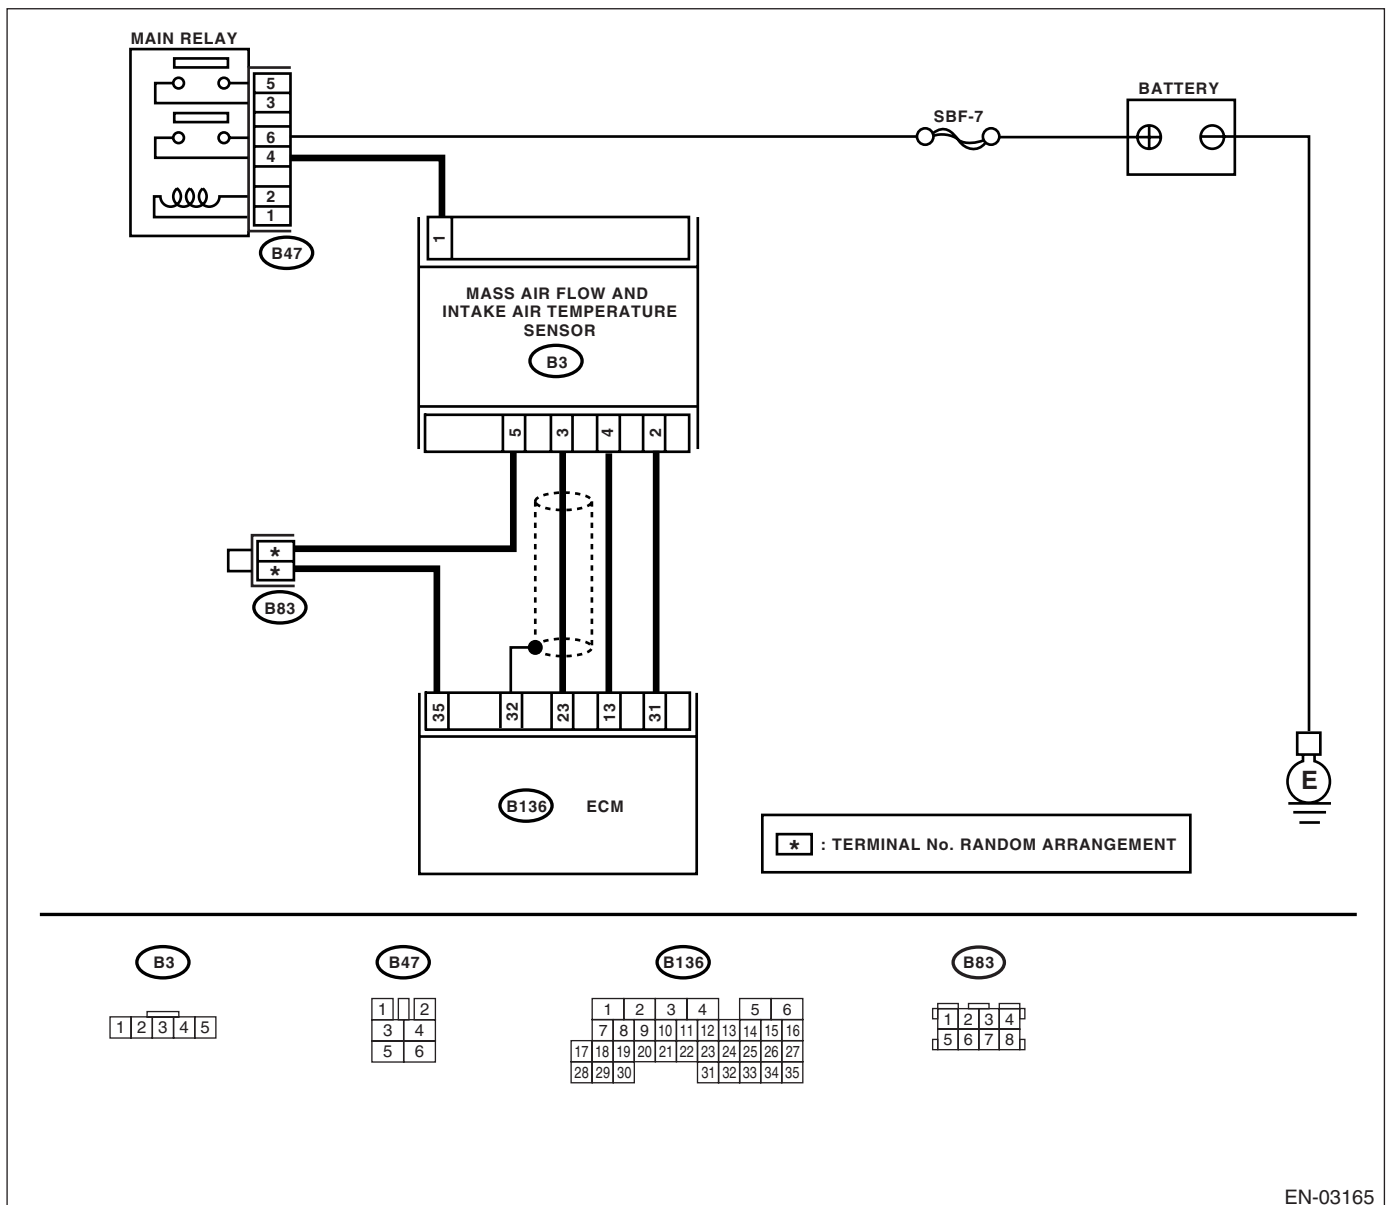 MAIN RELAY
5
3
6
4
2
1
B47
SBF-7
BATTERY
1
MASS AIR FLOW AND
INTAKE AIR TEMPERATURE
SENSOR
B3
5 3 4 2
*
*
B83
35 32 23 13 31
B136 ECM
E
* : TERMINAL No. RANDOM ARRANGEMENT
B3
1 2 3 4 5
B47
1 2
3 4
5 6
B136
1 2 3 4 5 6
7 8 9 10 11 12 13 14 15 16
17 18 19 20 21 22 23 24 25 26 27
28 29 30 31 32 33 34 35
B83
1 2 3 4
5 6 7 8
EN-03165